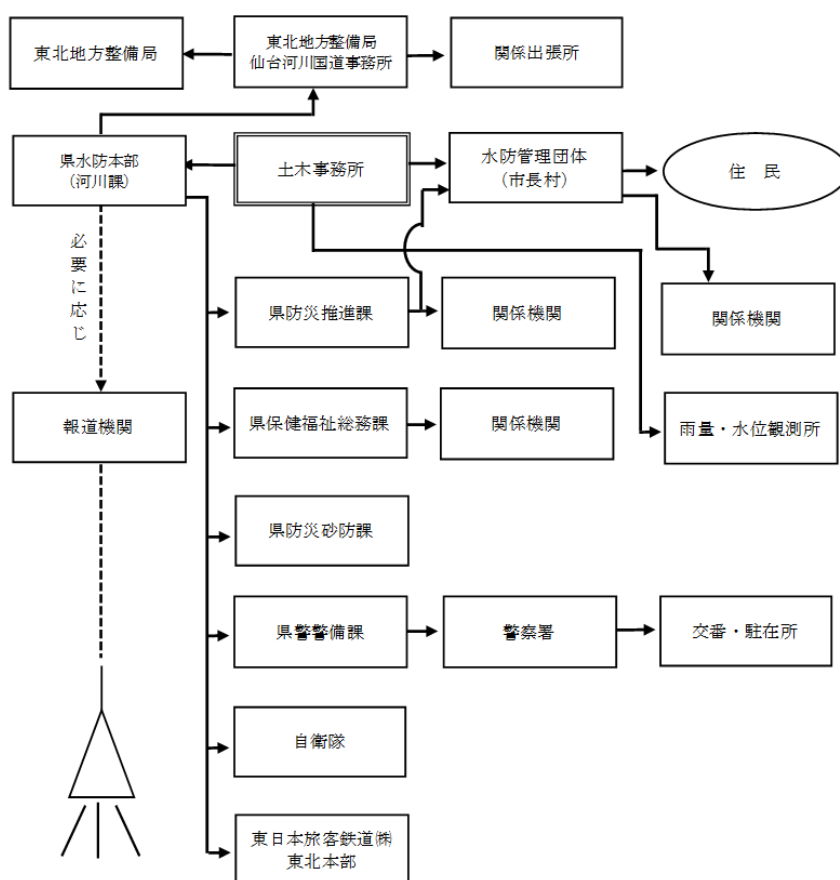 東北地方整備局
東北地方整備局
仙台河川国道事務所
関係出張所
県水防本部
(河川課)
土木事務所
水防管理団体
(市長村)
住　民
必要に応じ
県防災推進課
関係機関
関係機関
報道機関
県保健福祉総務課
関係機関
雨量・水位観測所
県防災砂防課
県警警備課
警察署
交番・駐在所
自衛隊
東日本旅客鉄道㈱
東北本部